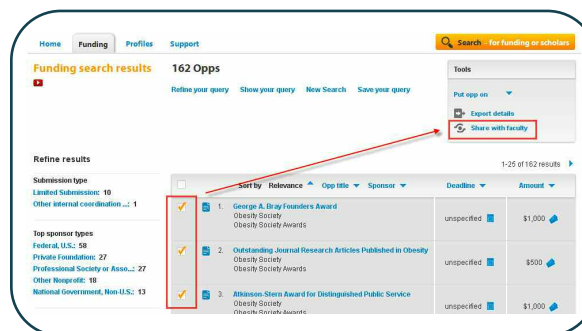 Home Funding Profiles Support
Search for funding or scholars
Funding search results
162 Opps
Refine your query Show your query New Search Save your query
Tools
Put opp on
Export details
Share with faculty
Refine results
1-25 of 162 results
Submission type
Limited Submission: 10
Other internal coordination ...: 1
Top sponsor types
Federal, U.S.: 58
Private Foundation: 27
Professional Society or Asso...: 27
Other Nonprofit: 18
National Government, Non-U.S.: 13
Sort by Relevance Opp title Sponsor Deadline Amount
1. George A. Bray Founders Award
Obesity Society
Obesity Society Awards
unspecified $1,000
2. Outstanding Journal Research Articles Published in Obesity
Obesity Society
Obesity Society Awards
unspecified $500
3. Atkinson-Stern Award for Distinguished Public Service
Obesity Society
Obesity Society Awards
unspecified $1,000